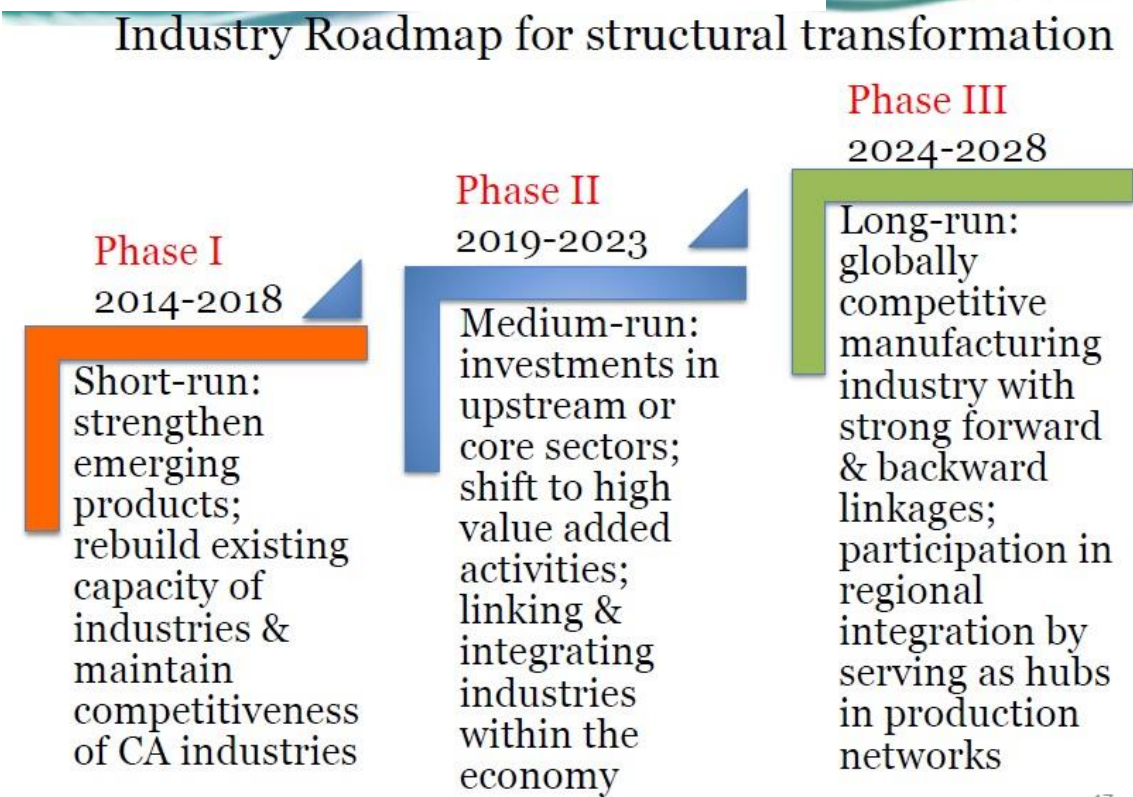 Industry Roadmap for structural transformation
Phase I
2014-2018
Short-run:
strengthen
emerging
products;
rebuild existing
capacity of
industries &
maintain
competitiveness
of CA industries
Phase II
2019-2023
Medium-run:
investments in
upstream or
core sectors;
shift to high
value added
activities;
linking &
integrating
industries
within the
economy
Phase III
2024-2028
Long-run:
globally
competitive
manufacturing
industry with
strong forward
& backward
linkages;
participation in
regional
integration by
serving as hubs
in production
networks